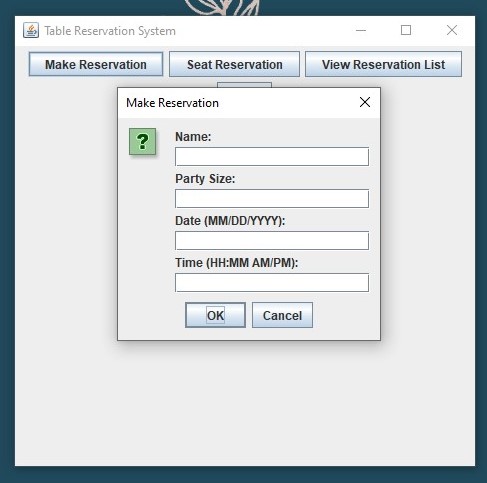 Table Reservation System
Make Reservation Seat Reservation View Reservation List
Make Reservation
?
Name:
Party Size:
Date (MM/DD/YYYY):
Time (HH:MM AM/PM):
OK Cancel